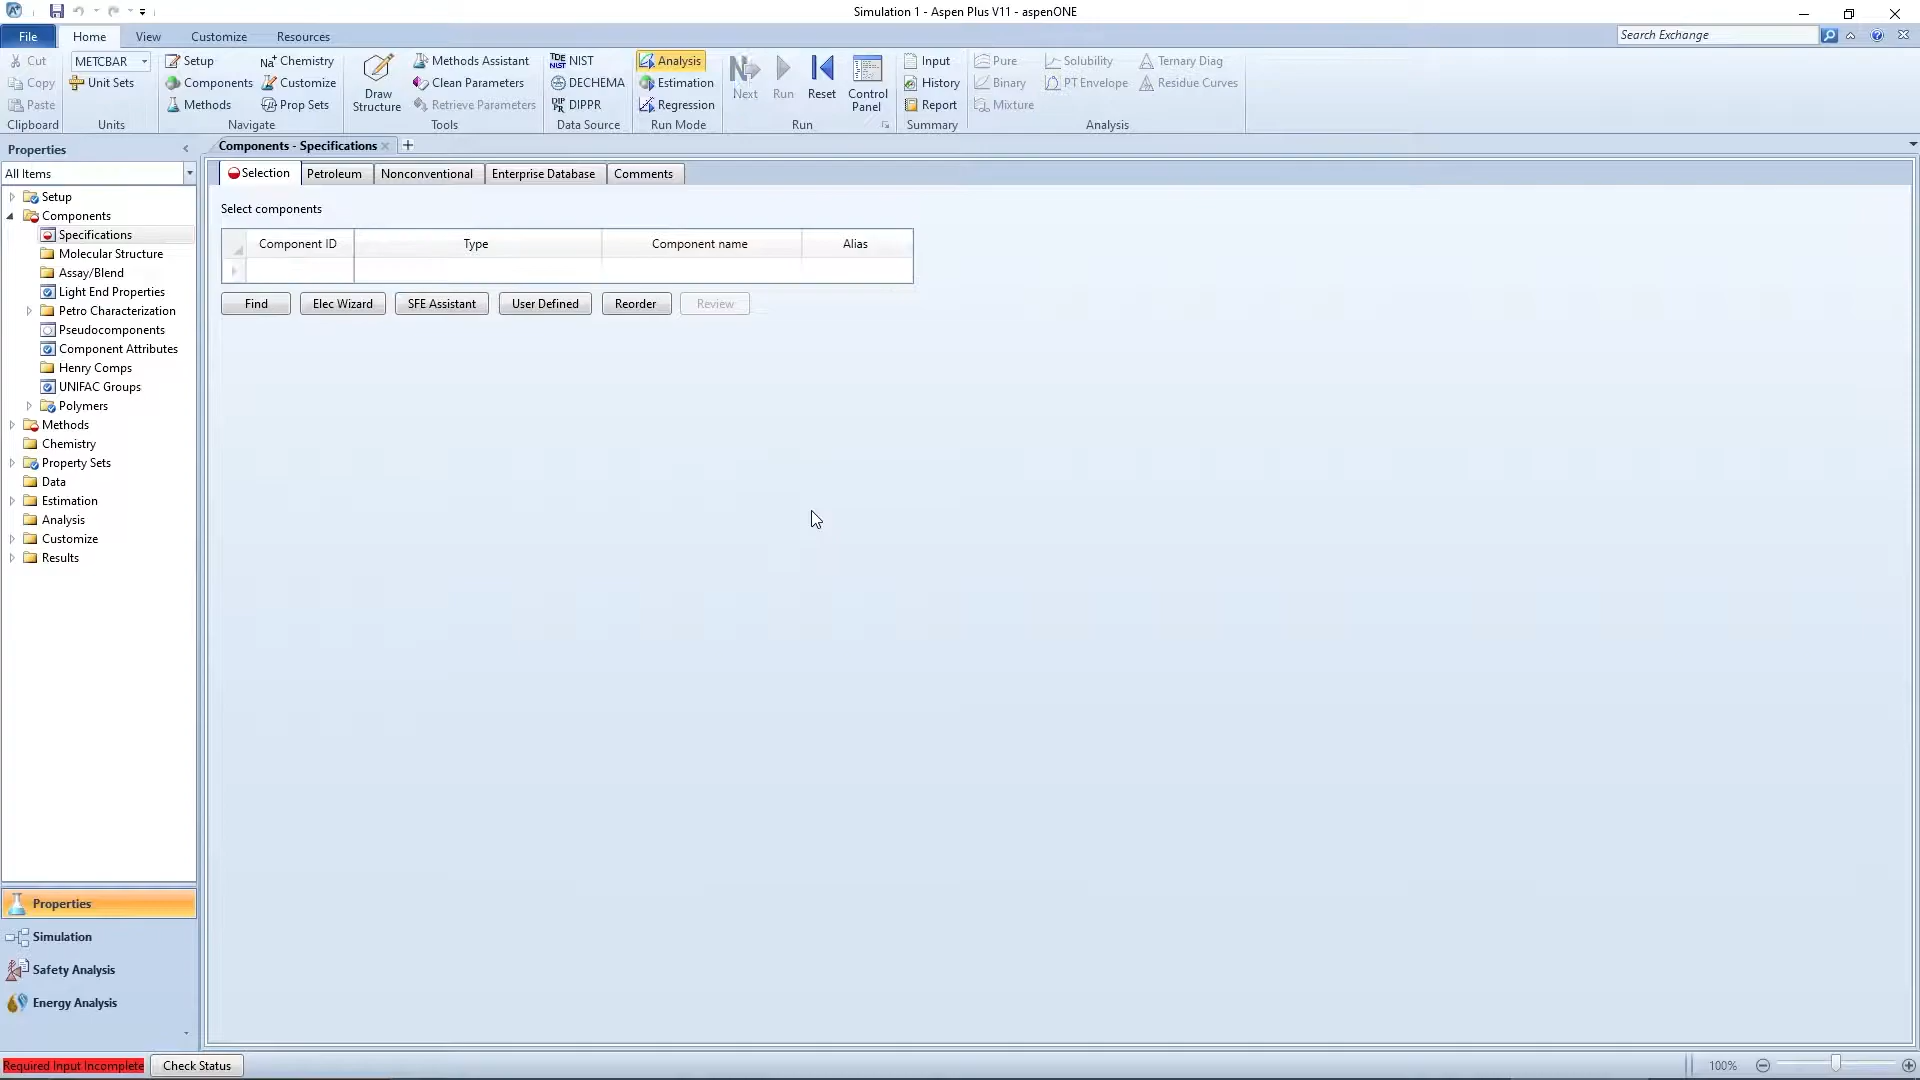 Simulation 1 - Aspen Plus V11 - aspenONE
File Home View Customize Resources Search Exchange
Cut METCBAR Setup Na+ Chemistry Methods Assistant TDE NIST NIST Analysis Input Pure Solubility Ternary Diag
Copy Unit Sets Components Customize Clean Parameters DECHEMA Estimation History Binary PT Envelope Residue Curves
Paste Methods Prop Sets Draw Structure Retrieve Parameters DIPPR Regression Next Run Reset Control Panel Report Mixture
Clipboard Units Navigate Tools Data Source Run Mode Run Summary Analysis
Properties Components - Specifications
All Items Selection Petroleum Nonconventional Enterprise Database Comments
Setup
Components
Specifications
Molecular Structure
Assay/Blend
Light End Properties
Petro Characterization
Pseudocomponents
Component Attributes
Henry Comps
UNIFAC Groups
Polymers
Methods
Chemistry
Property Sets
Data
Estimation
Analysis
Customize
Results
Select components
Component ID Type Component name Alias
Find Elec Wizard SFE Assistant User Defined Reorder Review
Properties
Simulation
Safety Analysis
Energy Analysis
Required Input Incomplete Check Status 100%